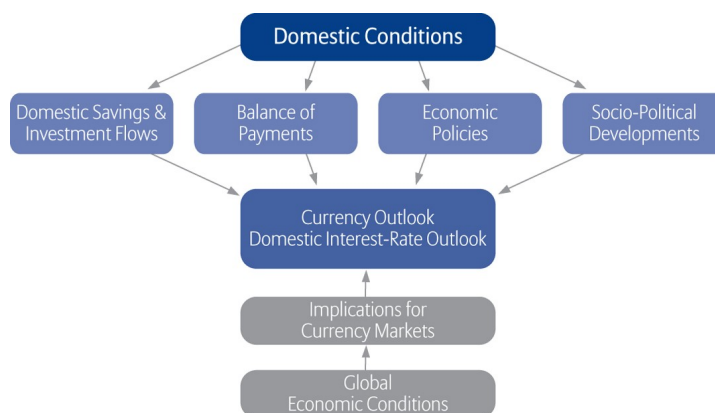 Domestic Conditions
Domestic Savings &
Investment Flows
Balance of
Payments
Economic
Policies
Socio-Political
Developments
Currency Outlook
Domestic Interest-Rate Outlook
Implications for
Currency Markets
Global
Economic Conditions